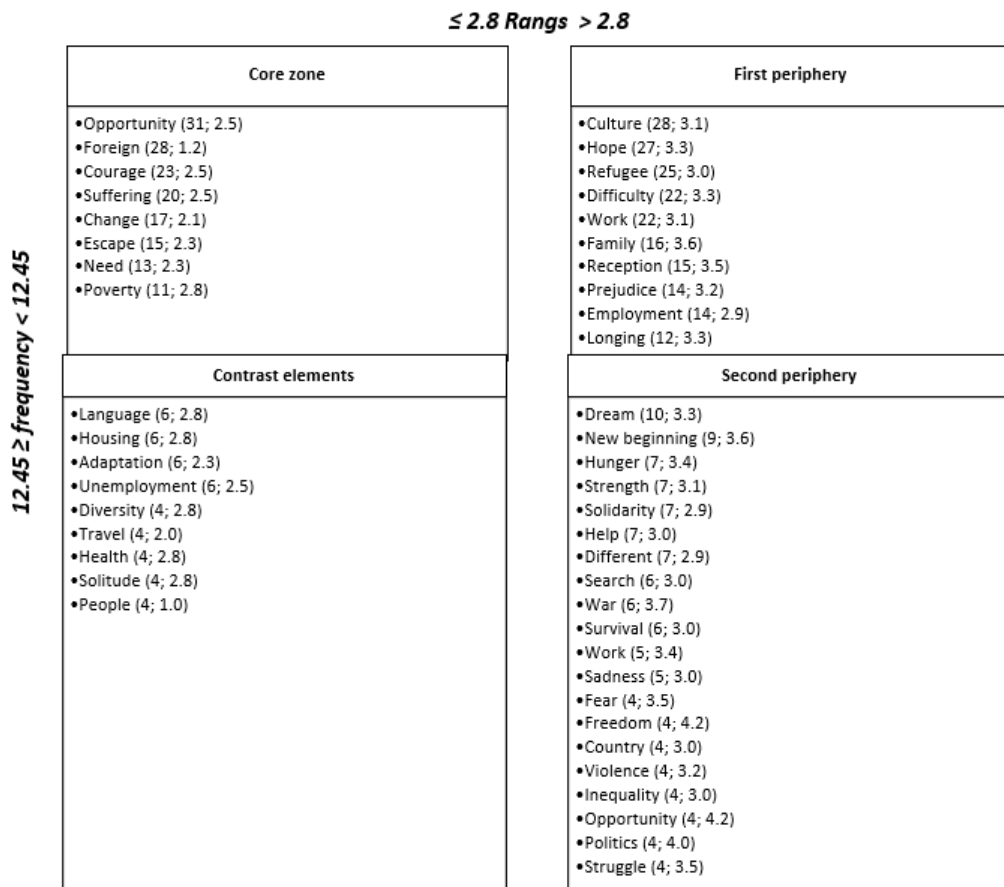 ≤ 2.8 Rangs > 2.8
12.45 ≥ frequency < 12.45
Core zone
•Opportunity (31; 2.5)
•Foreign (28; 1.2)
•Courage (23; 2.5)
•Suffering (20; 2.5)
•Change (17; 2.1)
•Escape (15; 2.3)
•Need (13; 2.3)
•Poverty (11; 2.8)
First periphery
•Culture (28; 3.1)
•Hope (27; 3.3)
•Refugee (25; 3.0)
•Difficulty (22; 3.3)
•Work (22; 3.1)
•Family (16; 3.6)
•Reception (15; 3.5)
•Prejudice (14; 3.2)
•Employment (14; 2.9)
•Longing (12; 3.3)
Contrast elements
•Language (6; 2.8)
•Housing (6; 2.8)
•Adaptation (6; 2.3)
•Unemployment (6; 2.5)
•Diversity (4; 2.8)
•Travel (4; 2.0)
•Health (4; 2.8)
•Solitude (4; 2.8)
•People (4; 1.0)
Second periphery
•Dream (10; 3.3)
•New beginning (9; 3.6)
•Hunger (7; 3.4)
•Strength (7; 3.1)
•Solidarity (7; 2.9)
•Help (7; 3.0)
•Different (7; 2.9)
•Search (6; 3.0)
•War (6; 3.7)
•Survival (6; 3.0)
•Work (5; 3.4)
•Sadness (5; 3.0)
•Fear (4; 3.5)
•Freedom (4; 4.2)
•Country (4; 3.0)
•Violence (4; 3.2)
•Inequality (4; 3.0)
•Opportunity (4; 4.2)
•Politics (4; 4.0)
•Struggle (4; 3.5)